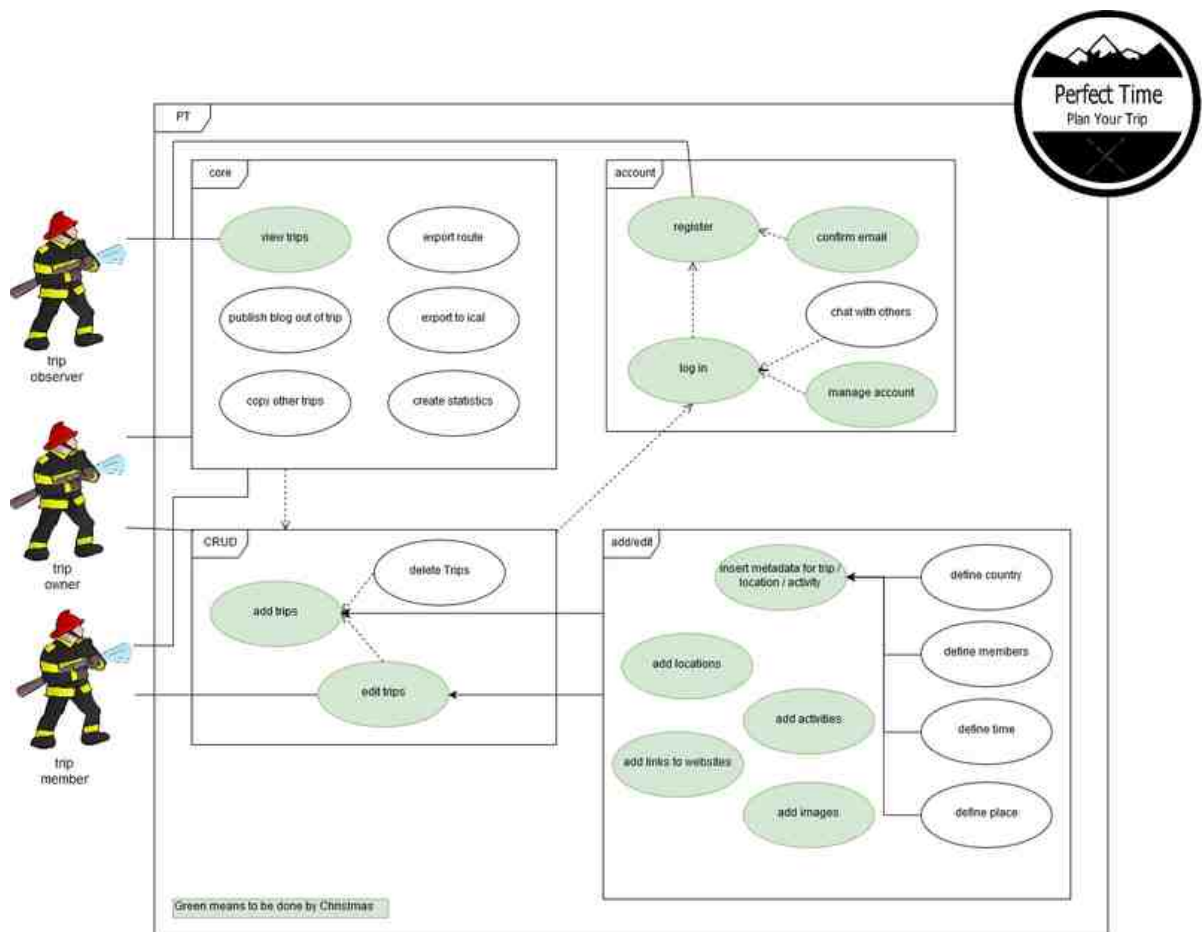 Perfect Time
Plan Your Trip
PT
core
account
view trips
export route
register
confirm email
publish blog out of trip
export to ical
chat with others
log in
copy other trips
create statistics
manage account
trip
observer
trip
owner
trip
member
CRUD
delete Trips
add trips
edit trips
add/edit
insert metadata for trip /
location / activity
define country
define members
add locations
add activities
define time
add links to websites
add images
define place
Green means to be done by Christmas